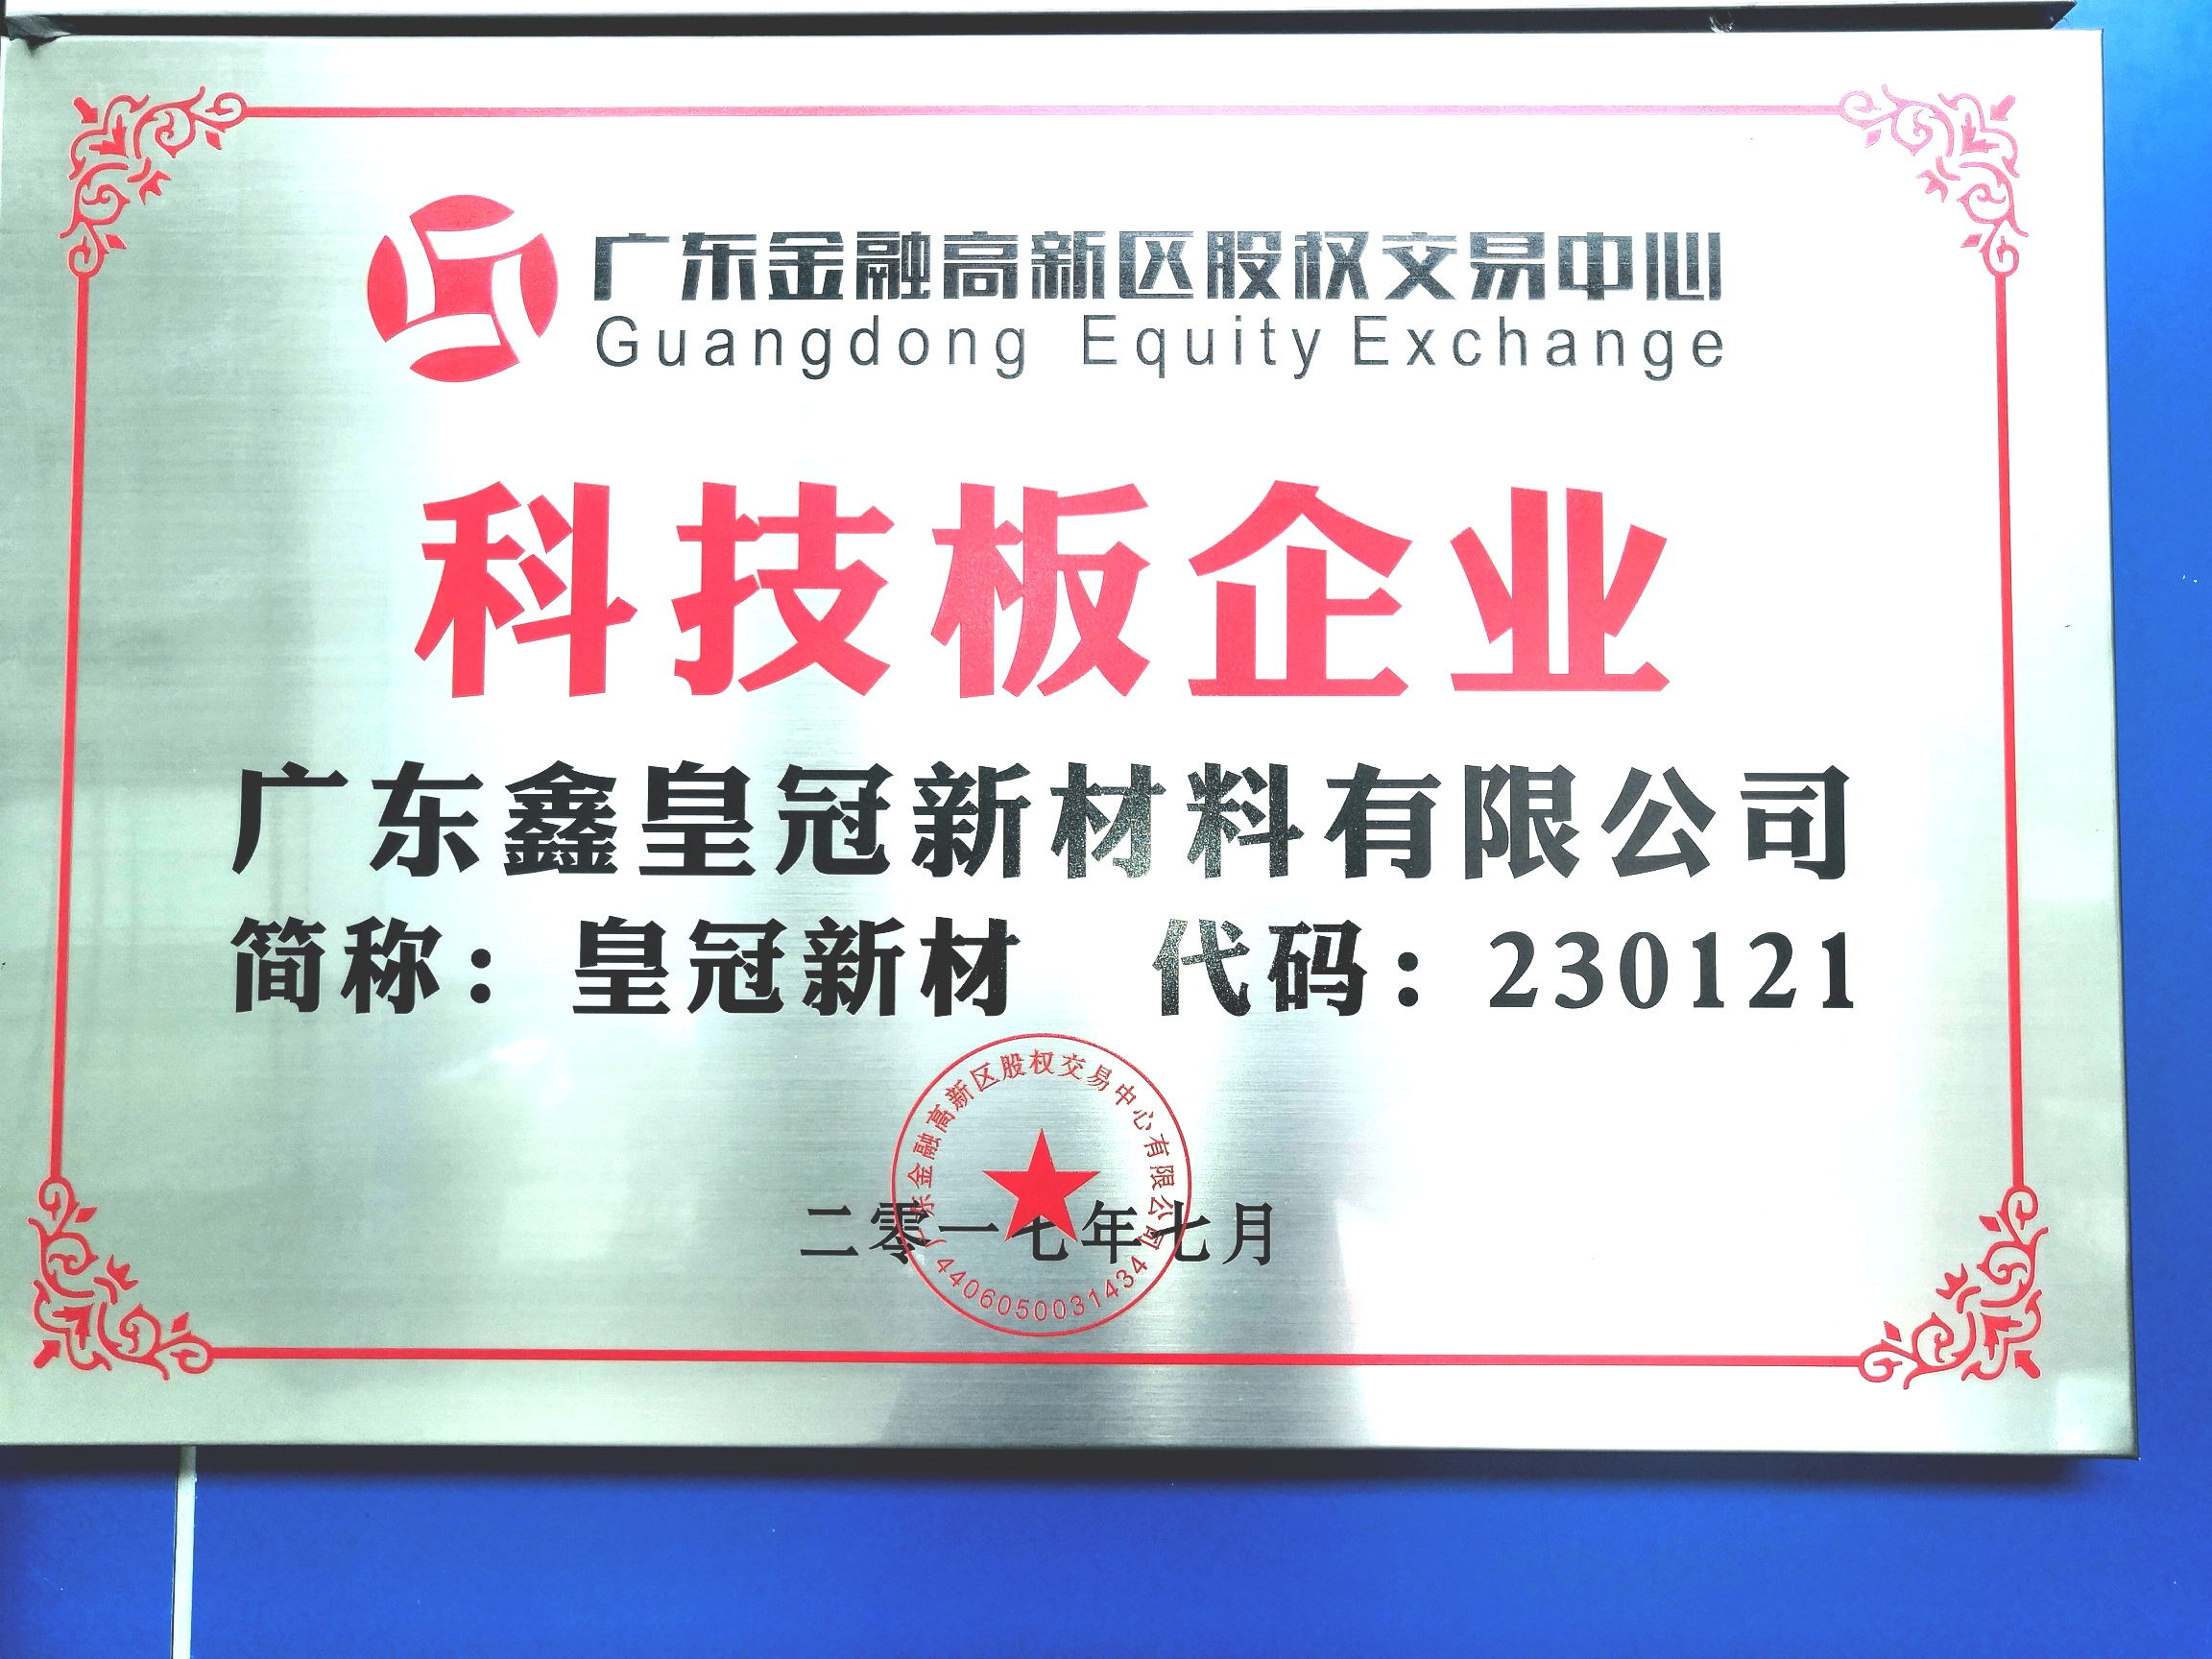 广东金融高新区股权交易中心
Guangdong Equity Exchange
科技板企业
广东鑫皇冠新材料有限公司
简称：皇冠新材 代码：230121
广东金融高新区股权交易中心有限公司
二零一七年七月
4406050031434